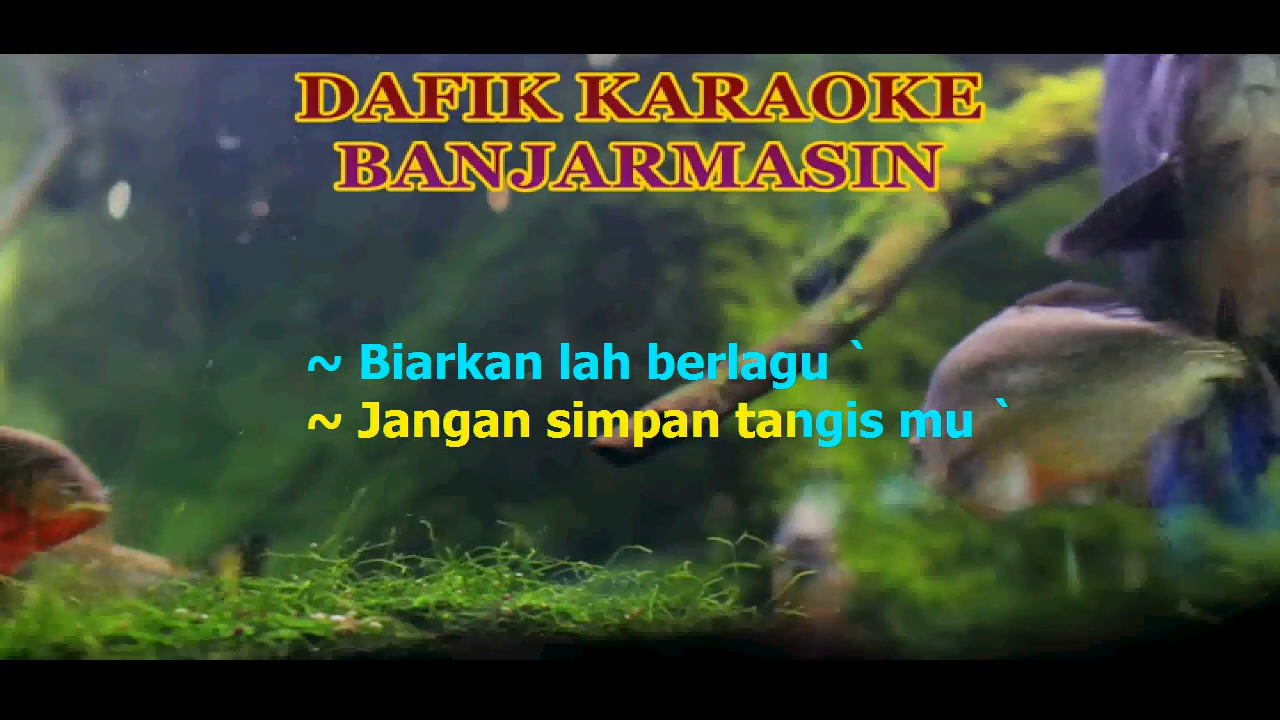 DAFIK KARAOKE
BANJARMASIN
~ Biarkan lah berlagu `
~ Jangan simpan tangis mu `